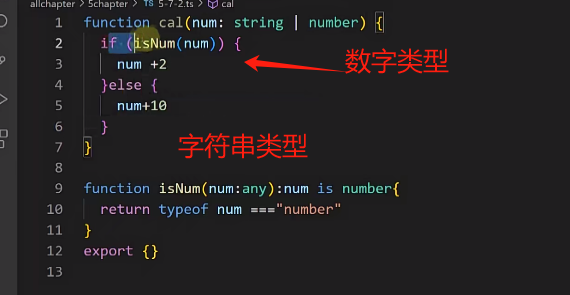 allchapter > 5chapter > TS 5-7-2.ts > cal
1 function cal(num: string | number) {
2 if (isNum(num)) {
3 num +2
数字类型
4 }else {
5 num+10
6 }
字符串类型
7 }
8
9 function isNum(num:any):num is number{
10 return typeof num ==="number"
11 }
12 export {}
13